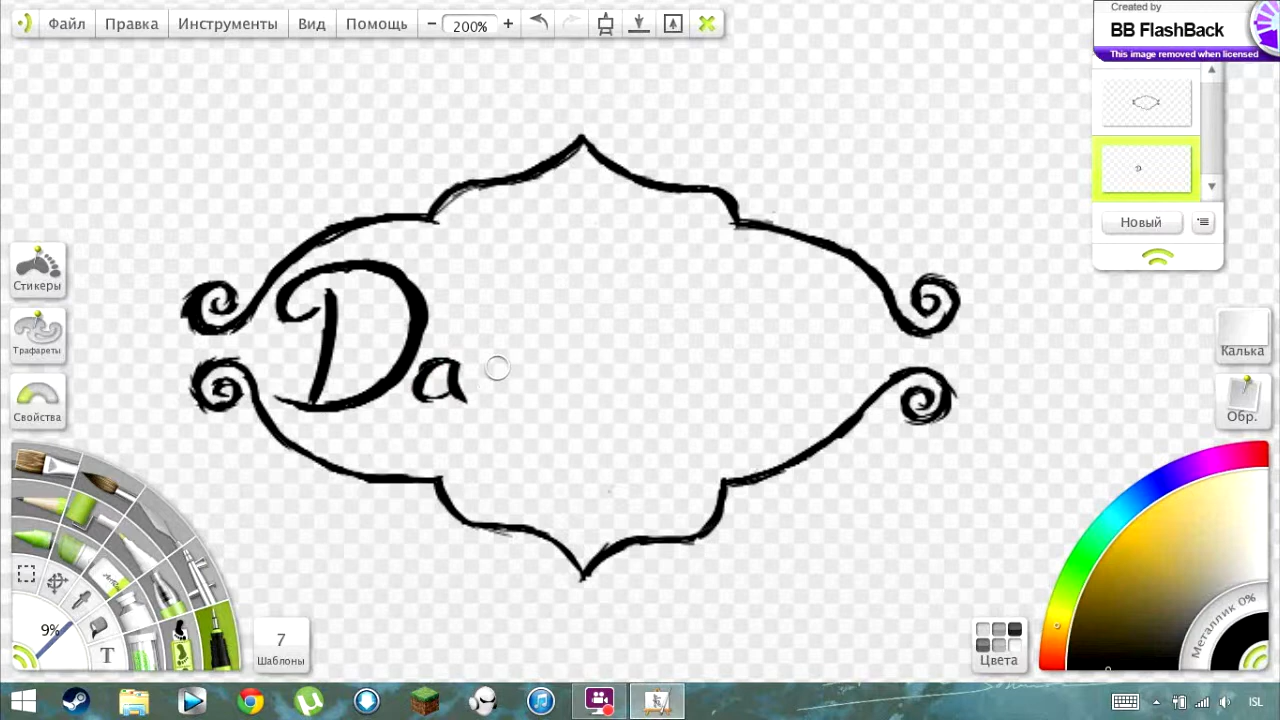 Файл Правка Инструменты Вид Помощь − 200% +
Created by
BB FlashBack
This image removed when licensed
Новый
Стикеры
Трафареты
Свойства
Калька
Обр.
Da
9%
T
7
Шаблоны
Цвета
Металлик 0%
ISL